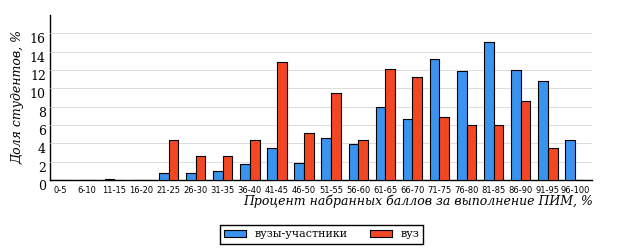 Доля студентов, %
16
14
12
10
8
6
4
2
0
0-5 6-10 11-15 16-20 21-25 26-30 31-35 36-40 41-45 46-50 51-55 56-60 61-65 66-70 71-75 76-80 81-85 86-90 91-95 96-100
Процент набранных баллов за выполнение ПИМ, %
вузы-участники вуз